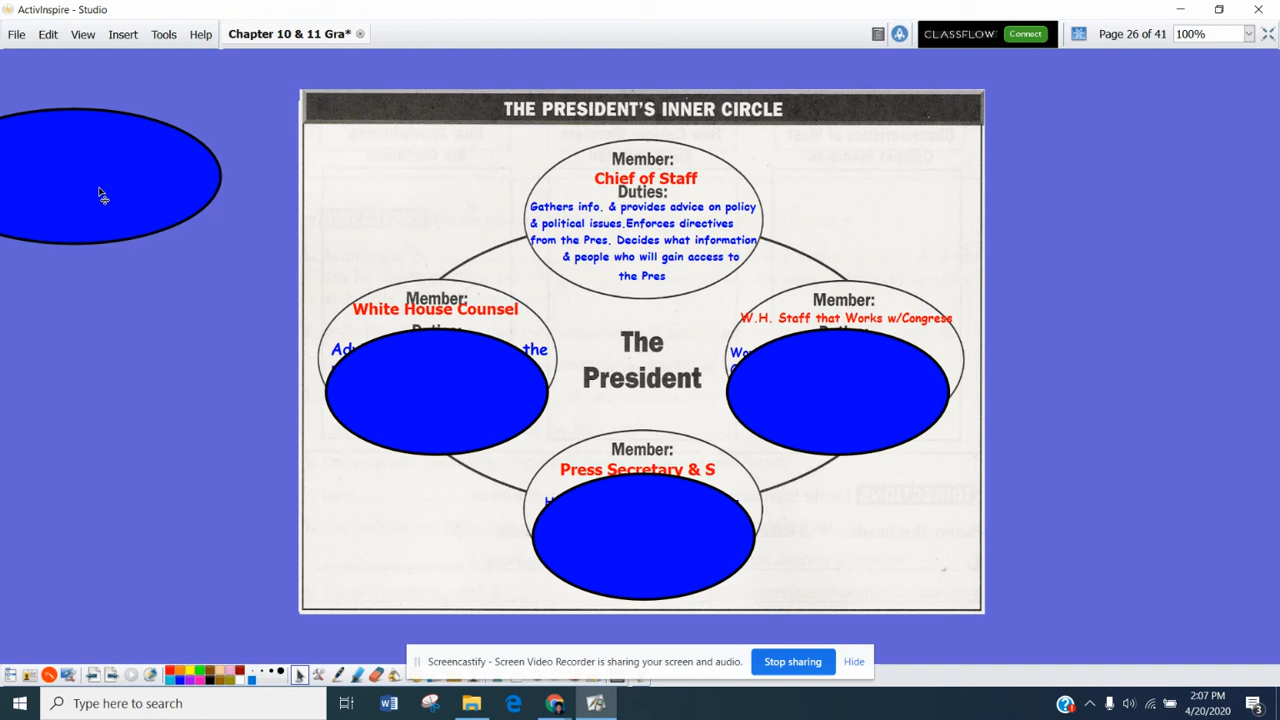 ActivInspire - Studio
File Edit View Insert Tools Help Chapter 10 & 11 Gra*
CLASSFLOW Connect Page 26 of 41 100%
THE PRESIDENT'S INNER CIRCLE
Member:
Chief of Staff
Duties:
Gathers info. & provides advice on policy
& political issues.Enforces directives
from the Pres. Decides what information
& people who will gain access to
the Pres
Member:
White House Counsel
the
Member:
W.H. Staff that Works w/Congress
The
President
Member:
Press Secretary & S
Screencastify - Screen Video Recorder is sharing your screen and audio. Stop sharing Hide
Type here to search
2:07 PM
4/20/2020
3